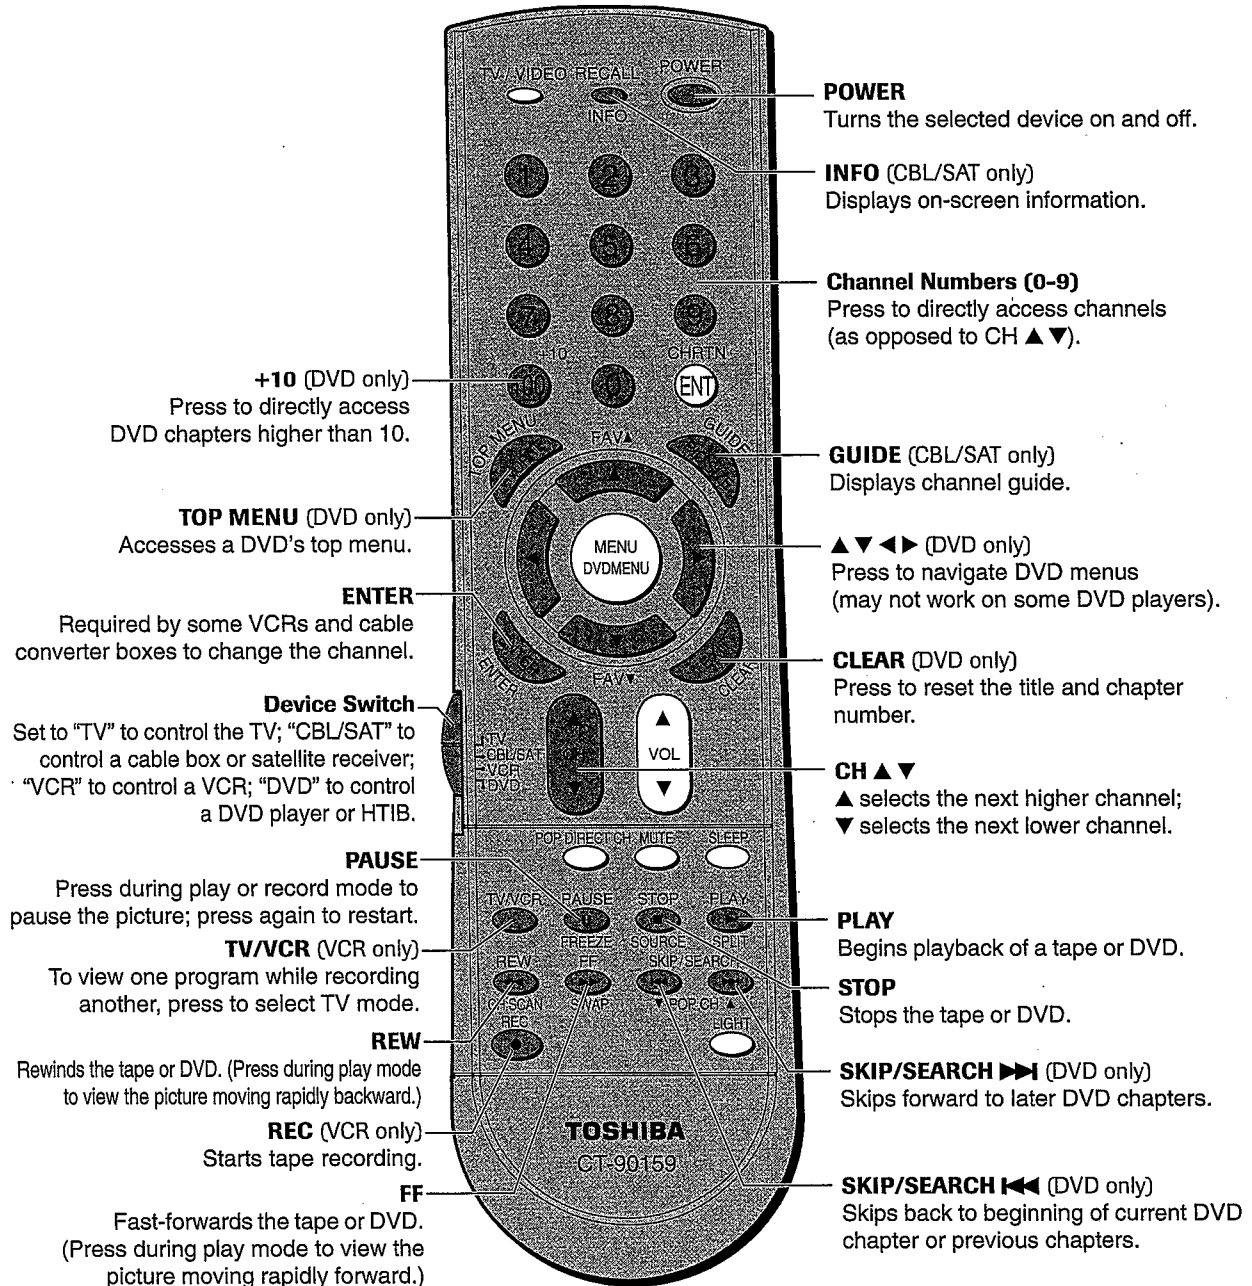 TV / VIDEO RECALL POWER
INFO
1 2 3
4 5 6
7 8 9
+10 CHRTN
100 0 ENT
TOP MENU FAV▲ GUIDE
MENU
DVDMENU
ENTER FAV▼ CLEAR
TV
CBL/SAT
VCR
DVD
▲ CH ▼
▲ VOL ▼
POP DIRECT CH MUTE SLEEP
TV/VCR PAUSE STOP PLAY
FREEZE SOURCE SPLIT
REW FF SKIP/SEARCH
CH SCAN SWAP ▼ POP CH ▲
REC LIGHT
TOSHIBA
CT-90159
+10 (DVD only)
Press to directly access
DVD chapters higher than 10.
TOP MENU (DVD only)
Accesses a DVD’s top menu.
ENTER
Required by some VCRs and cable
converter boxes to change the channel.
Device Switch
Set to “TV” to control the TV; “CBL/SAT” to
control a cable box or satellite receiver;
“VCR” to control a VCR; “DVD” to control
a DVD player or HTIB.
PAUSE
Press during play or record mode to
pause the picture; press again to restart.
TV/VCR (VCR only)
To view one program while recording
another, press to select TV mode.
REW
Rewinds the tape or DVD. (Press during play mode
to view the picture moving rapidly backward.)
REC (VCR only)
Starts tape recording.
FF
Fast-forwards the tape or DVD.
(Press during play mode to view the
picture moving rapidly forward.)
POWER
Turns the selected device on and off.
INFO (CBL/SAT only)
Displays on-screen information.
Channel Numbers (0-9)
Press to directly access channels
(as opposed to CH ▲ ▼).
GUIDE (CBL/SAT only)
Displays channel guide.
▲ ▼ ◀ ▶ (DVD only)
Press to navigate DVD menus
(may not work on some DVD players).
CLEAR (DVD only)
Press to reset the title and chapter
number.
CH ▲ ▼
▲ selects the next higher channel;
▼ selects the next lower channel.
PLAY
Begins playback of a tape or DVD.
STOP
Stops the tape or DVD.
SKIP/SEARCH ▶▶| (DVD only)
Skips forward to later DVD chapters.
SKIP/SEARCH |◀◀ (DVD only)
Skips back to beginning of current DVD
chapter or previous chapters.